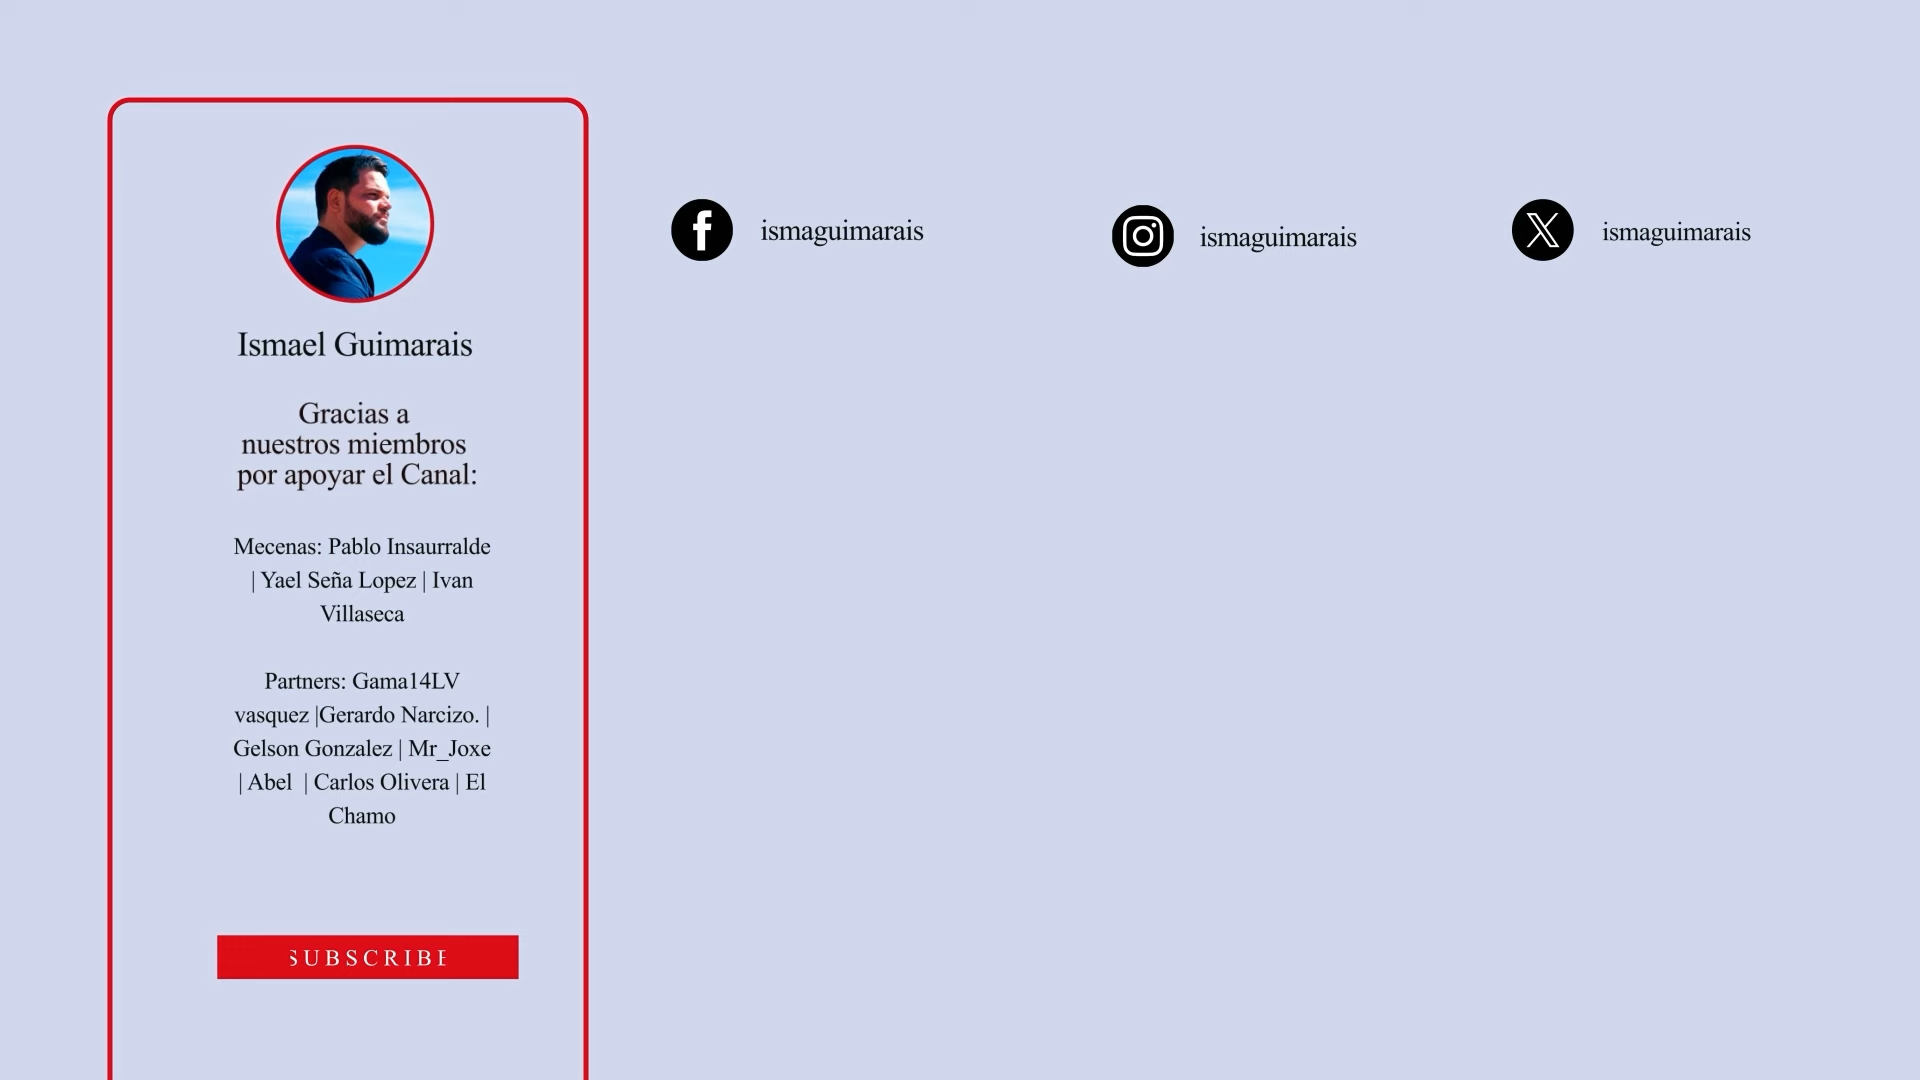 Ismael Guimarais
Gracias a
nuestros miembros
por apoyar el Canal:
Mecenas: Pablo Insaurralde
| Yael Seña Lopez | Ivan
Villaseca
Partners: Gama14LV
vasquez |Gerardo Narcizo. |
Gelson Gonzalez | Mr_Joxe
| Abel  | Carlos Olivera | El
Chamo
SUBSCRIBE
ismaguimarais
ismaguimarais
ismaguimarais